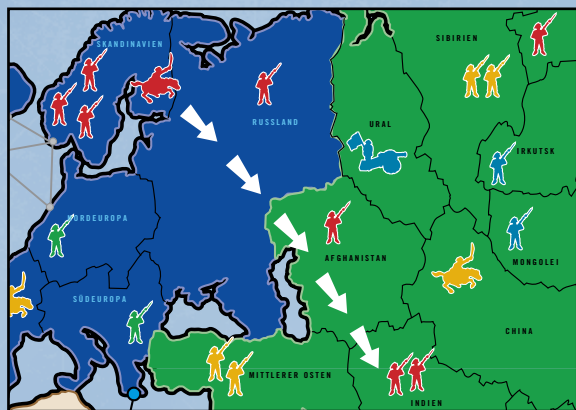 SKANDINAVIEN
SIBIRIEN
RUSSLAND
URAL
IRKUTSK
NORDEUROPA
AFGHANISTAN
MONGOLEI
SÜDEUROPA
CHINA
MITTLERER OSTEN
INDIEN